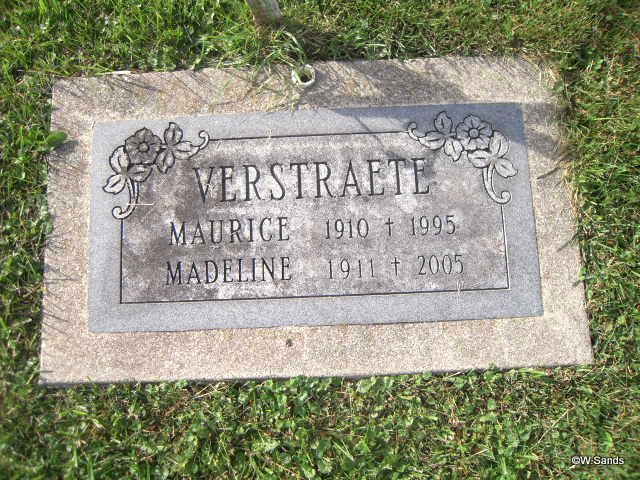 VERSTRAETE
MAURICE 1910 † 1995
MADELINE 1911 † 2005
©W.Sands